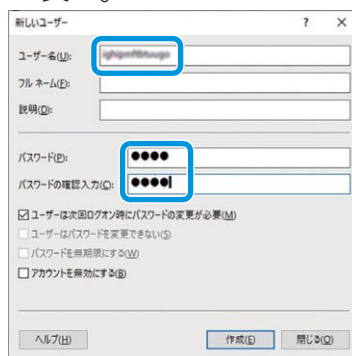 新しいユーザー ? ×
ユーザー名(U):
フル ネーム(F):
説明(D):
パスワード(P): ●●●●
パスワードの確認入力(C): ●●●●
ユーザーは次回ログオン時にパスワードの変更が必要(M)
ユーザーはパスワードを変更できない(S)
パスワードを無期限にする(W)
アカウントを無効にする(B)
ヘルプ(H) 作成(E) 閉じる(O)